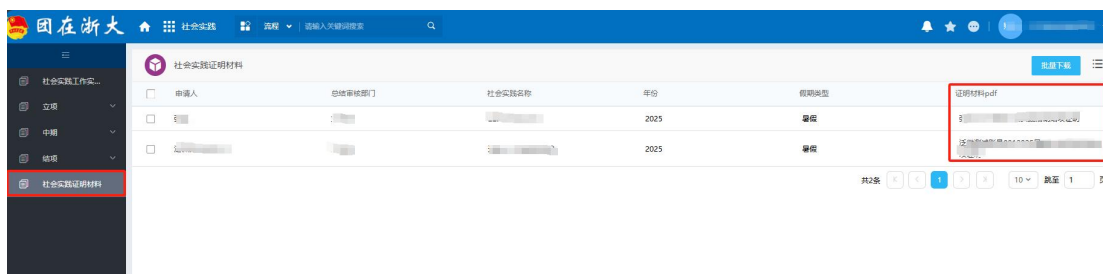 团在浙大 社会实践 流程 请输入关键词搜索
社会实践证明材料 批量下载
社会实践工作实...
立项
中期
结项
社会实践证明材料
申请人 总结审核部门 社会实践名称 年份 假期类型 证明材料pdf
2025 暑假
2025 暑假
共2条 1 10 跳至 1